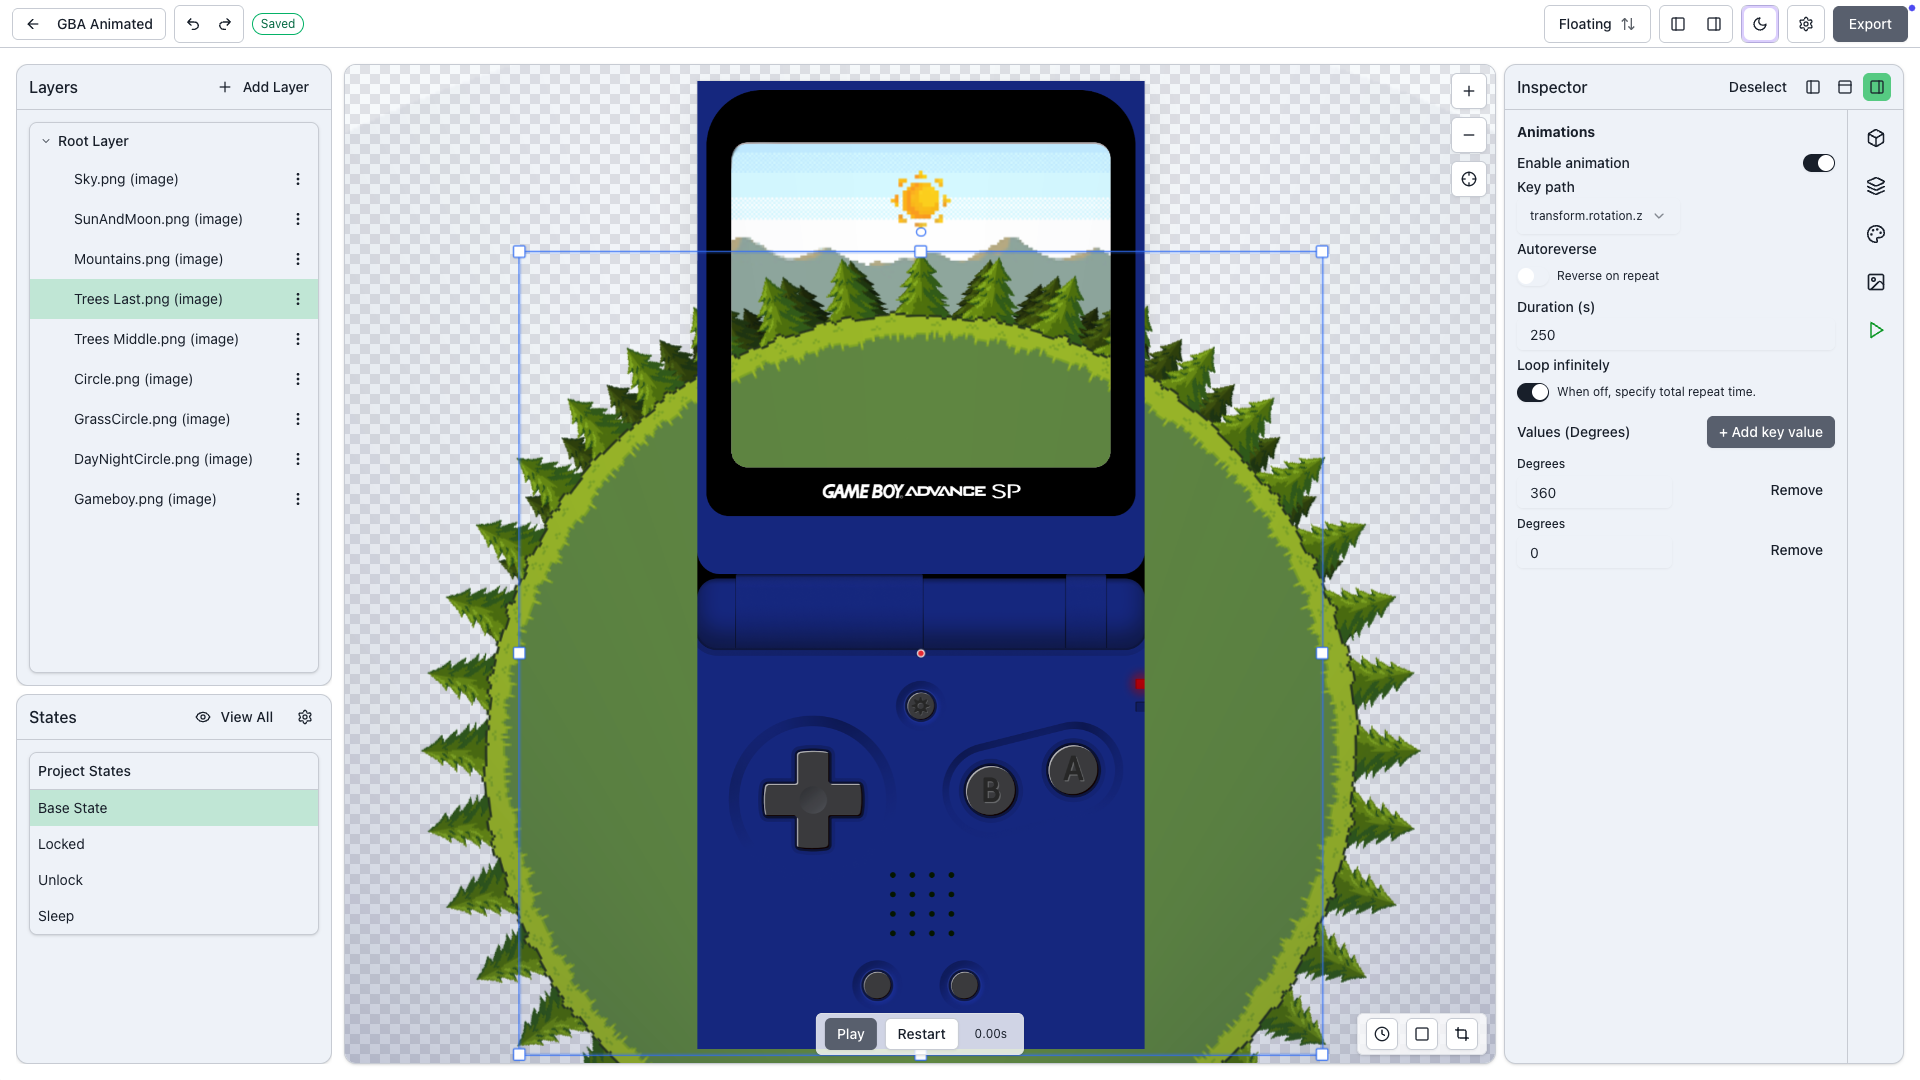 GBA Animated
Saved
Floating
Export
Layers
Add Layer
Root Layer
Sky.png (image)
SunAndMoon.png (image)
Mountains.png (image)
Trees Last.png (image)
Trees Middle.png (image)
Circle.png (image)
GrassCircle.png (image)
DayNightCircle.png (image)
Gameboy.png (image)
States
View All
Project States
Base State
Locked
Unlock
Sleep
GAME BOY ADVANCE SP
B
A
Play
Restart
0.00s
Inspector
Deselect
Animations
Enable animation
Key path
transform.rotation.z
Autoreverse
Reverse on repeat
Duration (s)
250
Loop infinitely
When off, specify total repeat time.
Values (Degrees)
+ Add key value
Degrees
360
Remove
Degrees
0
Remove